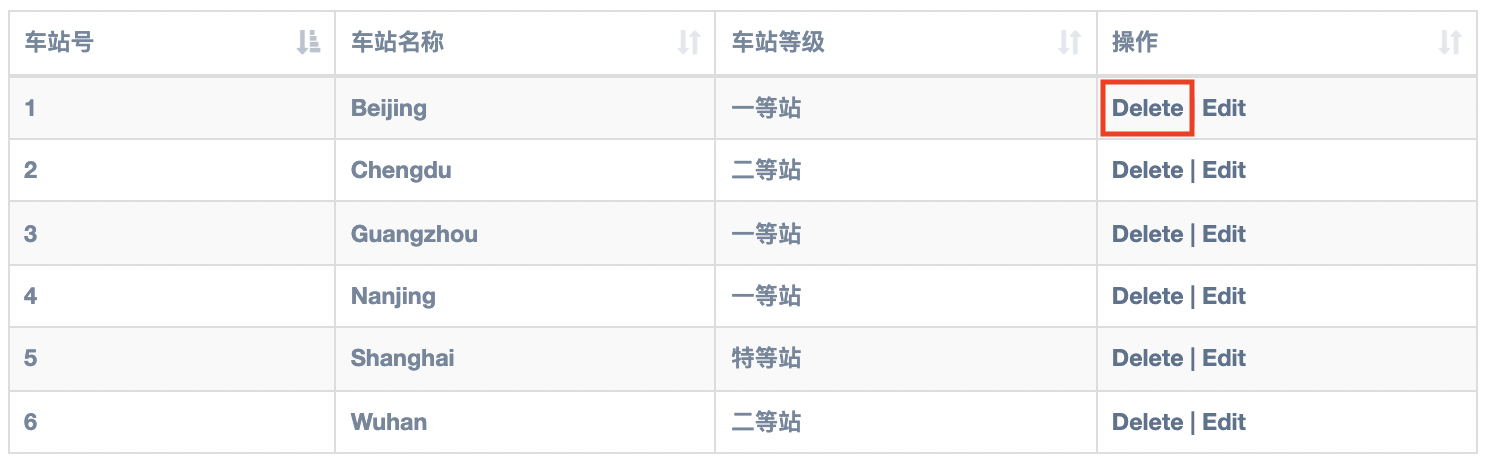 车站号 车站名称 车站等级 操作
1 Beijing 一等站 Delete Edit
2 Chengdu 二等站 Delete | Edit
3 Guangzhou 一等站 Delete | Edit
4 Nanjing 一等站 Delete | Edit
5 Shanghai 特等站 Delete | Edit
6 Wuhan 二等站 Delete | Edit